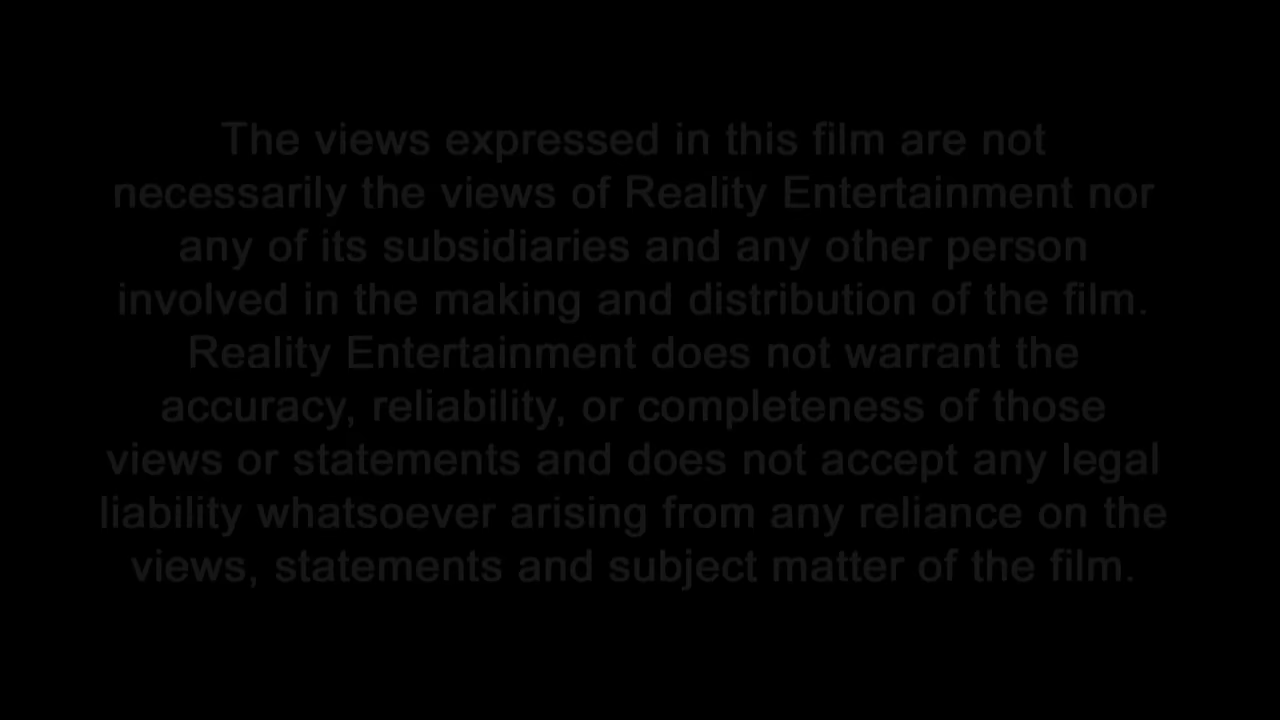 The views expressed in this film are not
necessarily the views of Reality Entertainment nor
any of its subsidiaries and any other person
involved in the making and distribution of the film.
Reality Entertainment does not warrant the
accuracy, reliability, or completeness of those
views or statements and does not accept any legal
liability whatsoever arising from any reliance on the
views, statements and subject matter of the film.